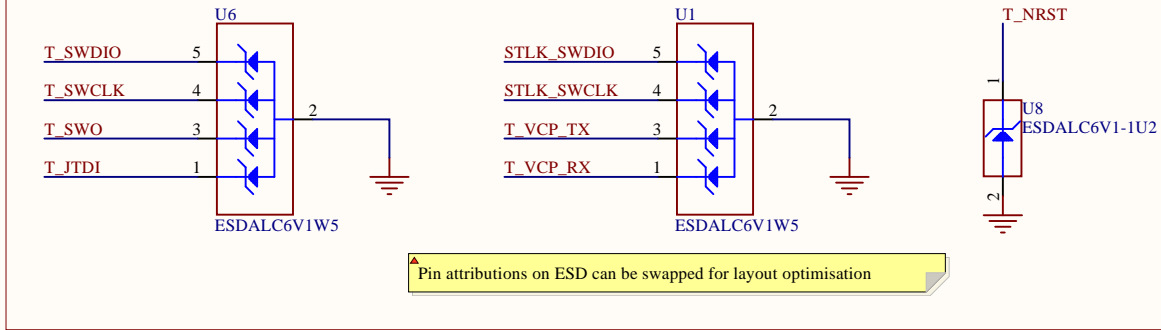 U6
U1
T_NRST
T_SWDIO 5
STLK_SWDIO 5
T_SWCLK 4
STLK_SWCLK 4
1
2
2
U8
T_SWO 3
T_VCP_TX 3
ESDALC6V1-1U2
T_JTDI 1
T_VCP_RX 1
2
ESDALC6V1W5
ESDALC6V1W5
Pin attributions on ESD can be swapped for layout optimisation